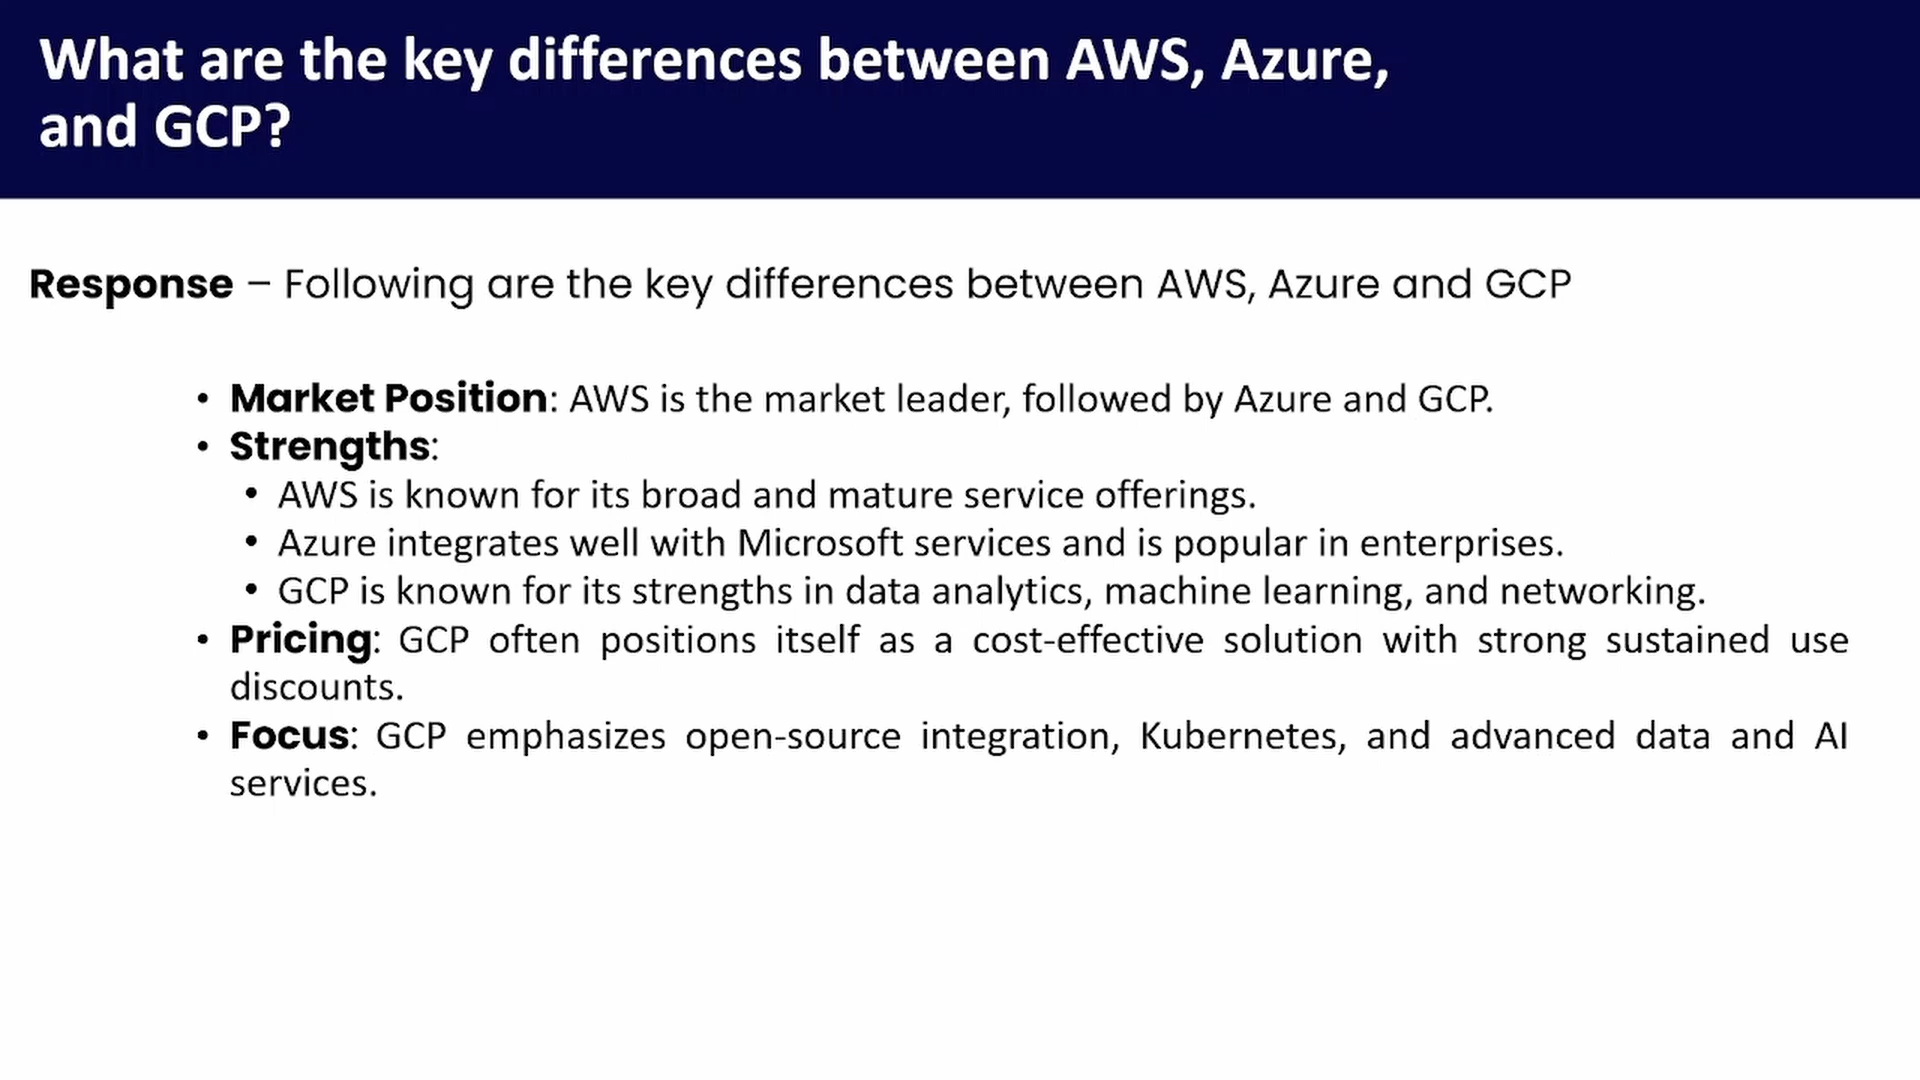 What are the key differences between AWS, Azure,
and GCP?
Response – Following are the key differences between AWS, Azure and GCP
• Market Position: AWS is the market leader, followed by Azure and GCP.
• Strengths:
• AWS is known for its broad and mature service offerings.
• Azure integrates well with Microsoft services and is popular in enterprises.
• GCP is known for its strengths in data analytics, machine learning, and networking.
• Pricing: GCP often positions itself as a cost-effective solution with strong sustained use
discounts.
• Focus: GCP emphasizes open-source integration, Kubernetes, and advanced data and AI
services.